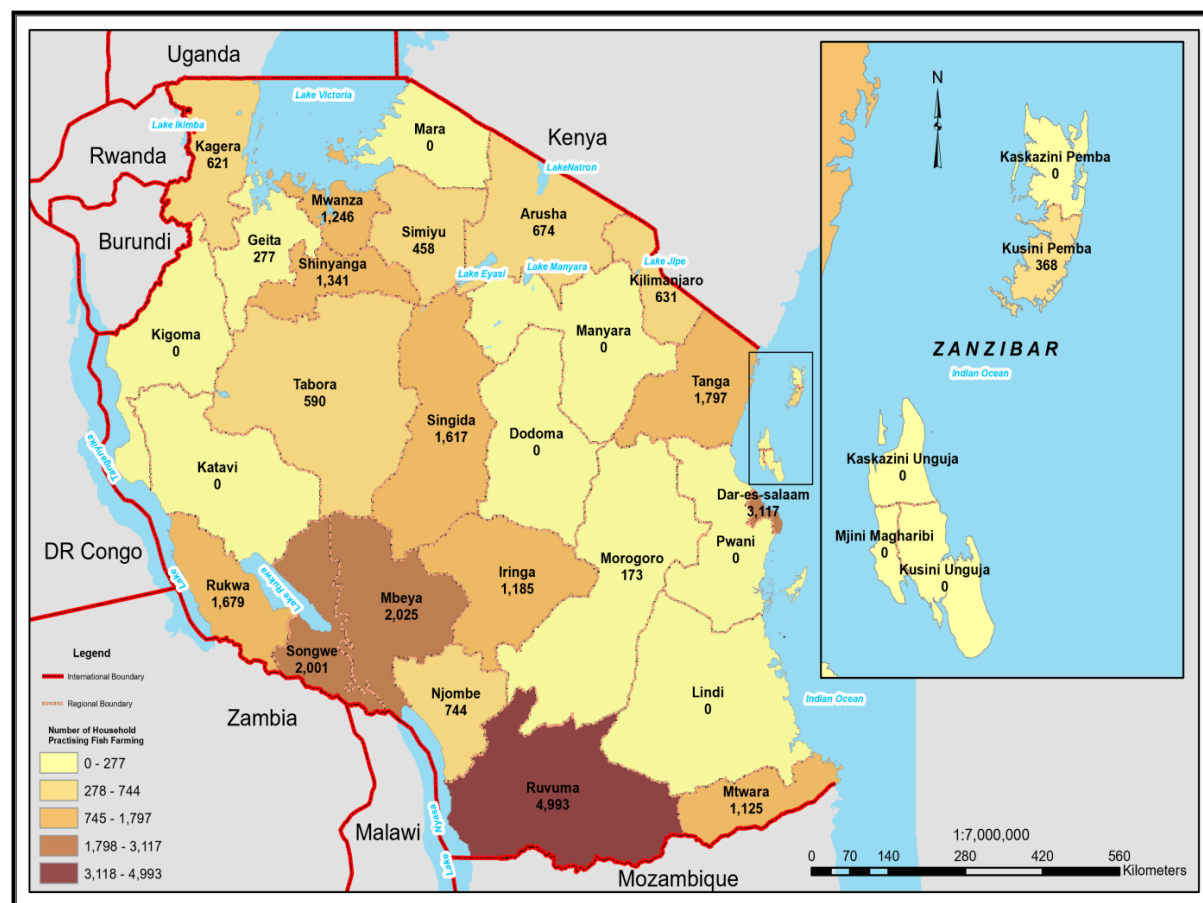 Uganda
Lake Victoria
Lake Ikimba
Kagera
621
Mara
0
Kenya
Rwanda
LakeNatron
Mwanza
1,246
Arusha
674
Simiyu
458
Burundi
Geita
277
Shinyanga
1,341
Lake Eyasi
Lake Manyara
Lake Jipe
Kilimanjaro
631
Kigoma
0
Manyara
0
Tabora
590
Tanga
1,797
Singida
1,617
Dodoma
0
Katavi
0
Lake
Tanganyika
Dar-es-salaam
3,117
Pwani
0
DR Congo
Morogoro
173
Iringa
1,185
Rukwa
1,679
Lake Rukwa
Mbeya
2,025
Songwe
2,001
Njombe
744
Lindi
0
Indian Ocean
Zambia
Ruvuma
4,993
Mtwara
1,125
Malawi
Lake
Nyasa
Mozambique
N
Kaskazini Pemba
0
Kusini Pemba
368
ZANZIBAR
Indian Ocean
Kaskazini Unguja
0
Mjini Magharibi
0
Kusini Unguja
0
Legend
International Boundary
Regional Boundary
Number of Household
Practising Fish Farming
0 - 277
278 - 744
745 - 1,797
1,798 - 3,117
3,118 - 4,993
1:7,000,000
0 70 140 280 420 560
Kilometers